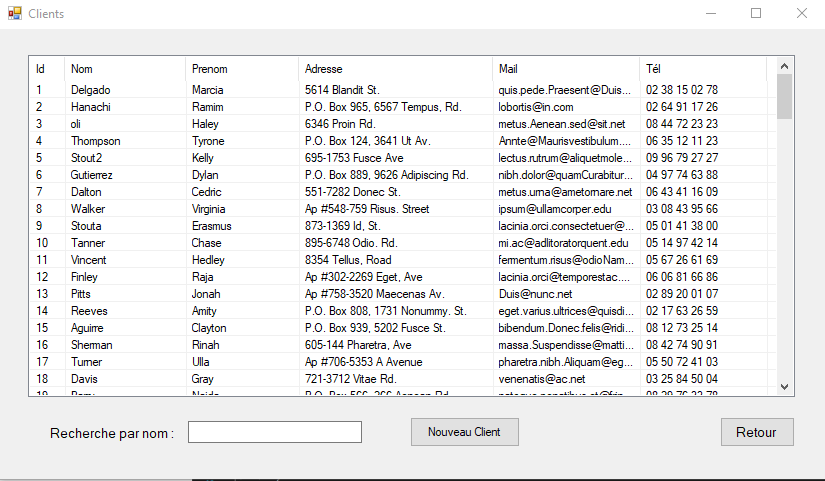 Clients
Id Nom Prenom Adresse Mail Tél
1 Delgado Marcia 5614 Blandit St. quis.pede.Praesent@Duis... 02 38 15 02 78
2 Hanachi Ramim P.O. Box 965, 6567 Tempus, Rd. lobortis@in.com 02 64 91 17 26
3 oli Haley 6346 Proin Rd. metus.Aenean.sed@sit.net 08 44 72 23 23
4 Thompson Tyrone P.O. Box 124, 3641 Ut Av. Annte@Maurisvestibulum.... 06 35 12 11 23
5 Stout2 Kelly 695-1753 Fusce Ave lectus.rutrum@aliquetmole... 09 96 79 27 27
6 Gutierrez Dylan P.O. Box 889, 9626 Adipiscing Rd. nibh.dolor@quamCurabitur... 04 97 74 63 88
7 Dalton Cedric 551-7282 Donec St. metus.urna@ametornare.net 06 43 41 16 09
8 Walker Virginia Ap #548-759 Risus. Street ipsum@ullamcorper.edu 03 08 43 95 66
9 Stouta Erasmus 873-1369 Id, St. lacinia.orci.consectetuer@... 05 01 41 38 00
10 Tanner Chase 895-6748 Odio. Rd. mi.ac@adlitoratorquent.edu 05 14 97 42 14
11 Vincent Hedley 8354 Tellus, Road fermentum.risus@odioNam... 05 67 26 61 69
12 Finley Raja Ap #302-2269 Eget, Ave lacinia.orci@temporestac.... 06 06 81 66 86
13 Pitts Jonah Ap #758-3520 Maecenas Av. Duis@nunc.net 02 89 20 01 07
14 Reeves Amity P.O. Box 808, 1731 Nonummy. St. eget.varius.ultrices@quisdi... 02 17 63 26 59
15 Aguirre Clayton P.O. Box 939, 5202 Fusce St. bibendum.Donec.felis@ridi... 08 12 73 25 14
16 Sherman Rinah 605-144 Pharetra, Ave massa.Suspendisse@matti... 08 42 74 90 91
17 Turner Ulla Ap #706-5353 A Avenue pharetra.nibh.Aliquam@eg... 05 50 72 41 03
18 Davis Gray 721-3712 Vitae Rd. venenatis@ac.net 03 25 84 50 04
Recherche par nom : Nouveau Client Retour